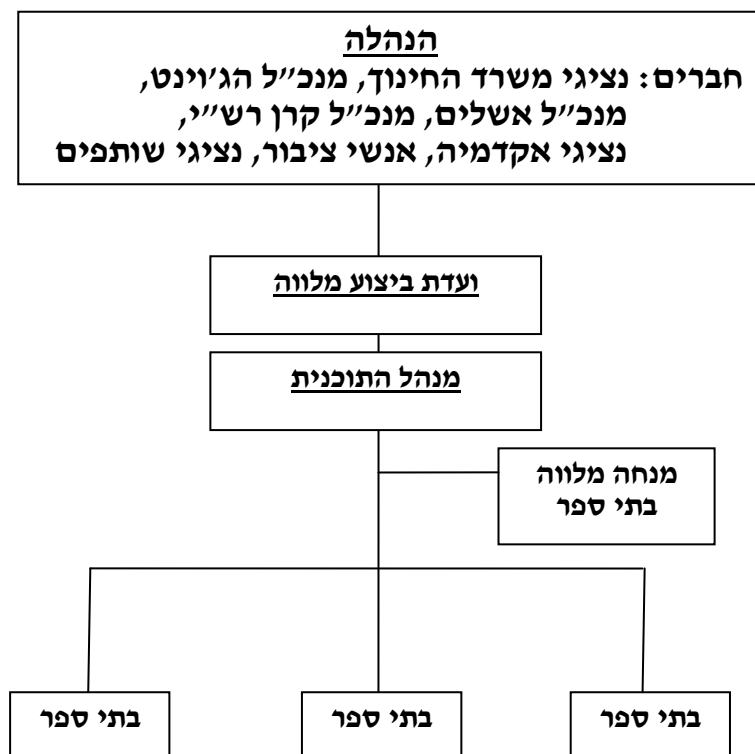 הנהלה
חברים: נציגי משרד החינוך, מנכ״ל הג׳וינט,
מנכ״ל אשלים, מנכ״ל קרן רש״י,
נציגי אקדמיה, אנשי ציבור, נציגי שותפים
ועדת ביצוע מלווה
מנהל התוכנית
מנחה מלווה
בתי ספר
בתי ספר
בתי ספר
בתי ספר